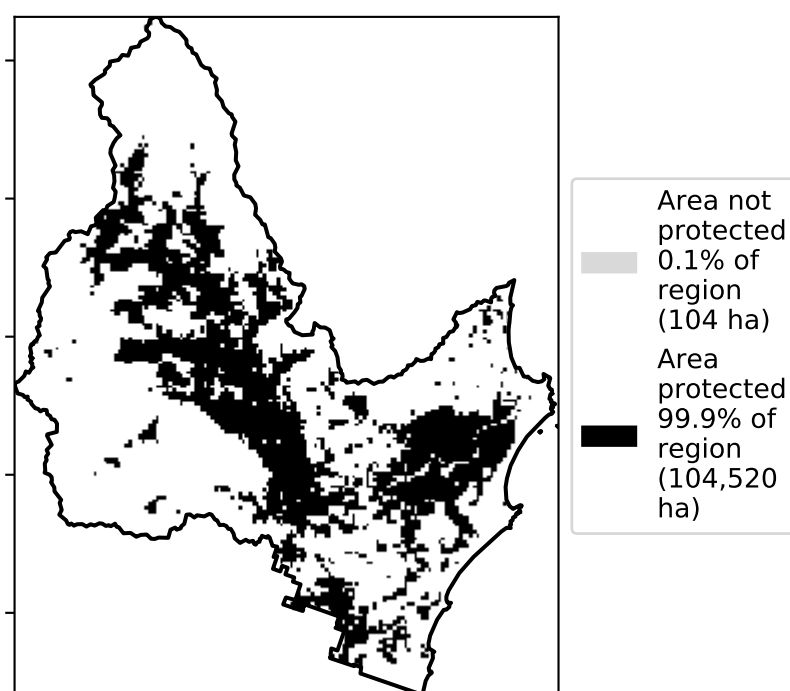 Area not
protected
0.1% of
region
(104 ha)
Area
protected
99.9% of
region
(104,520
ha)